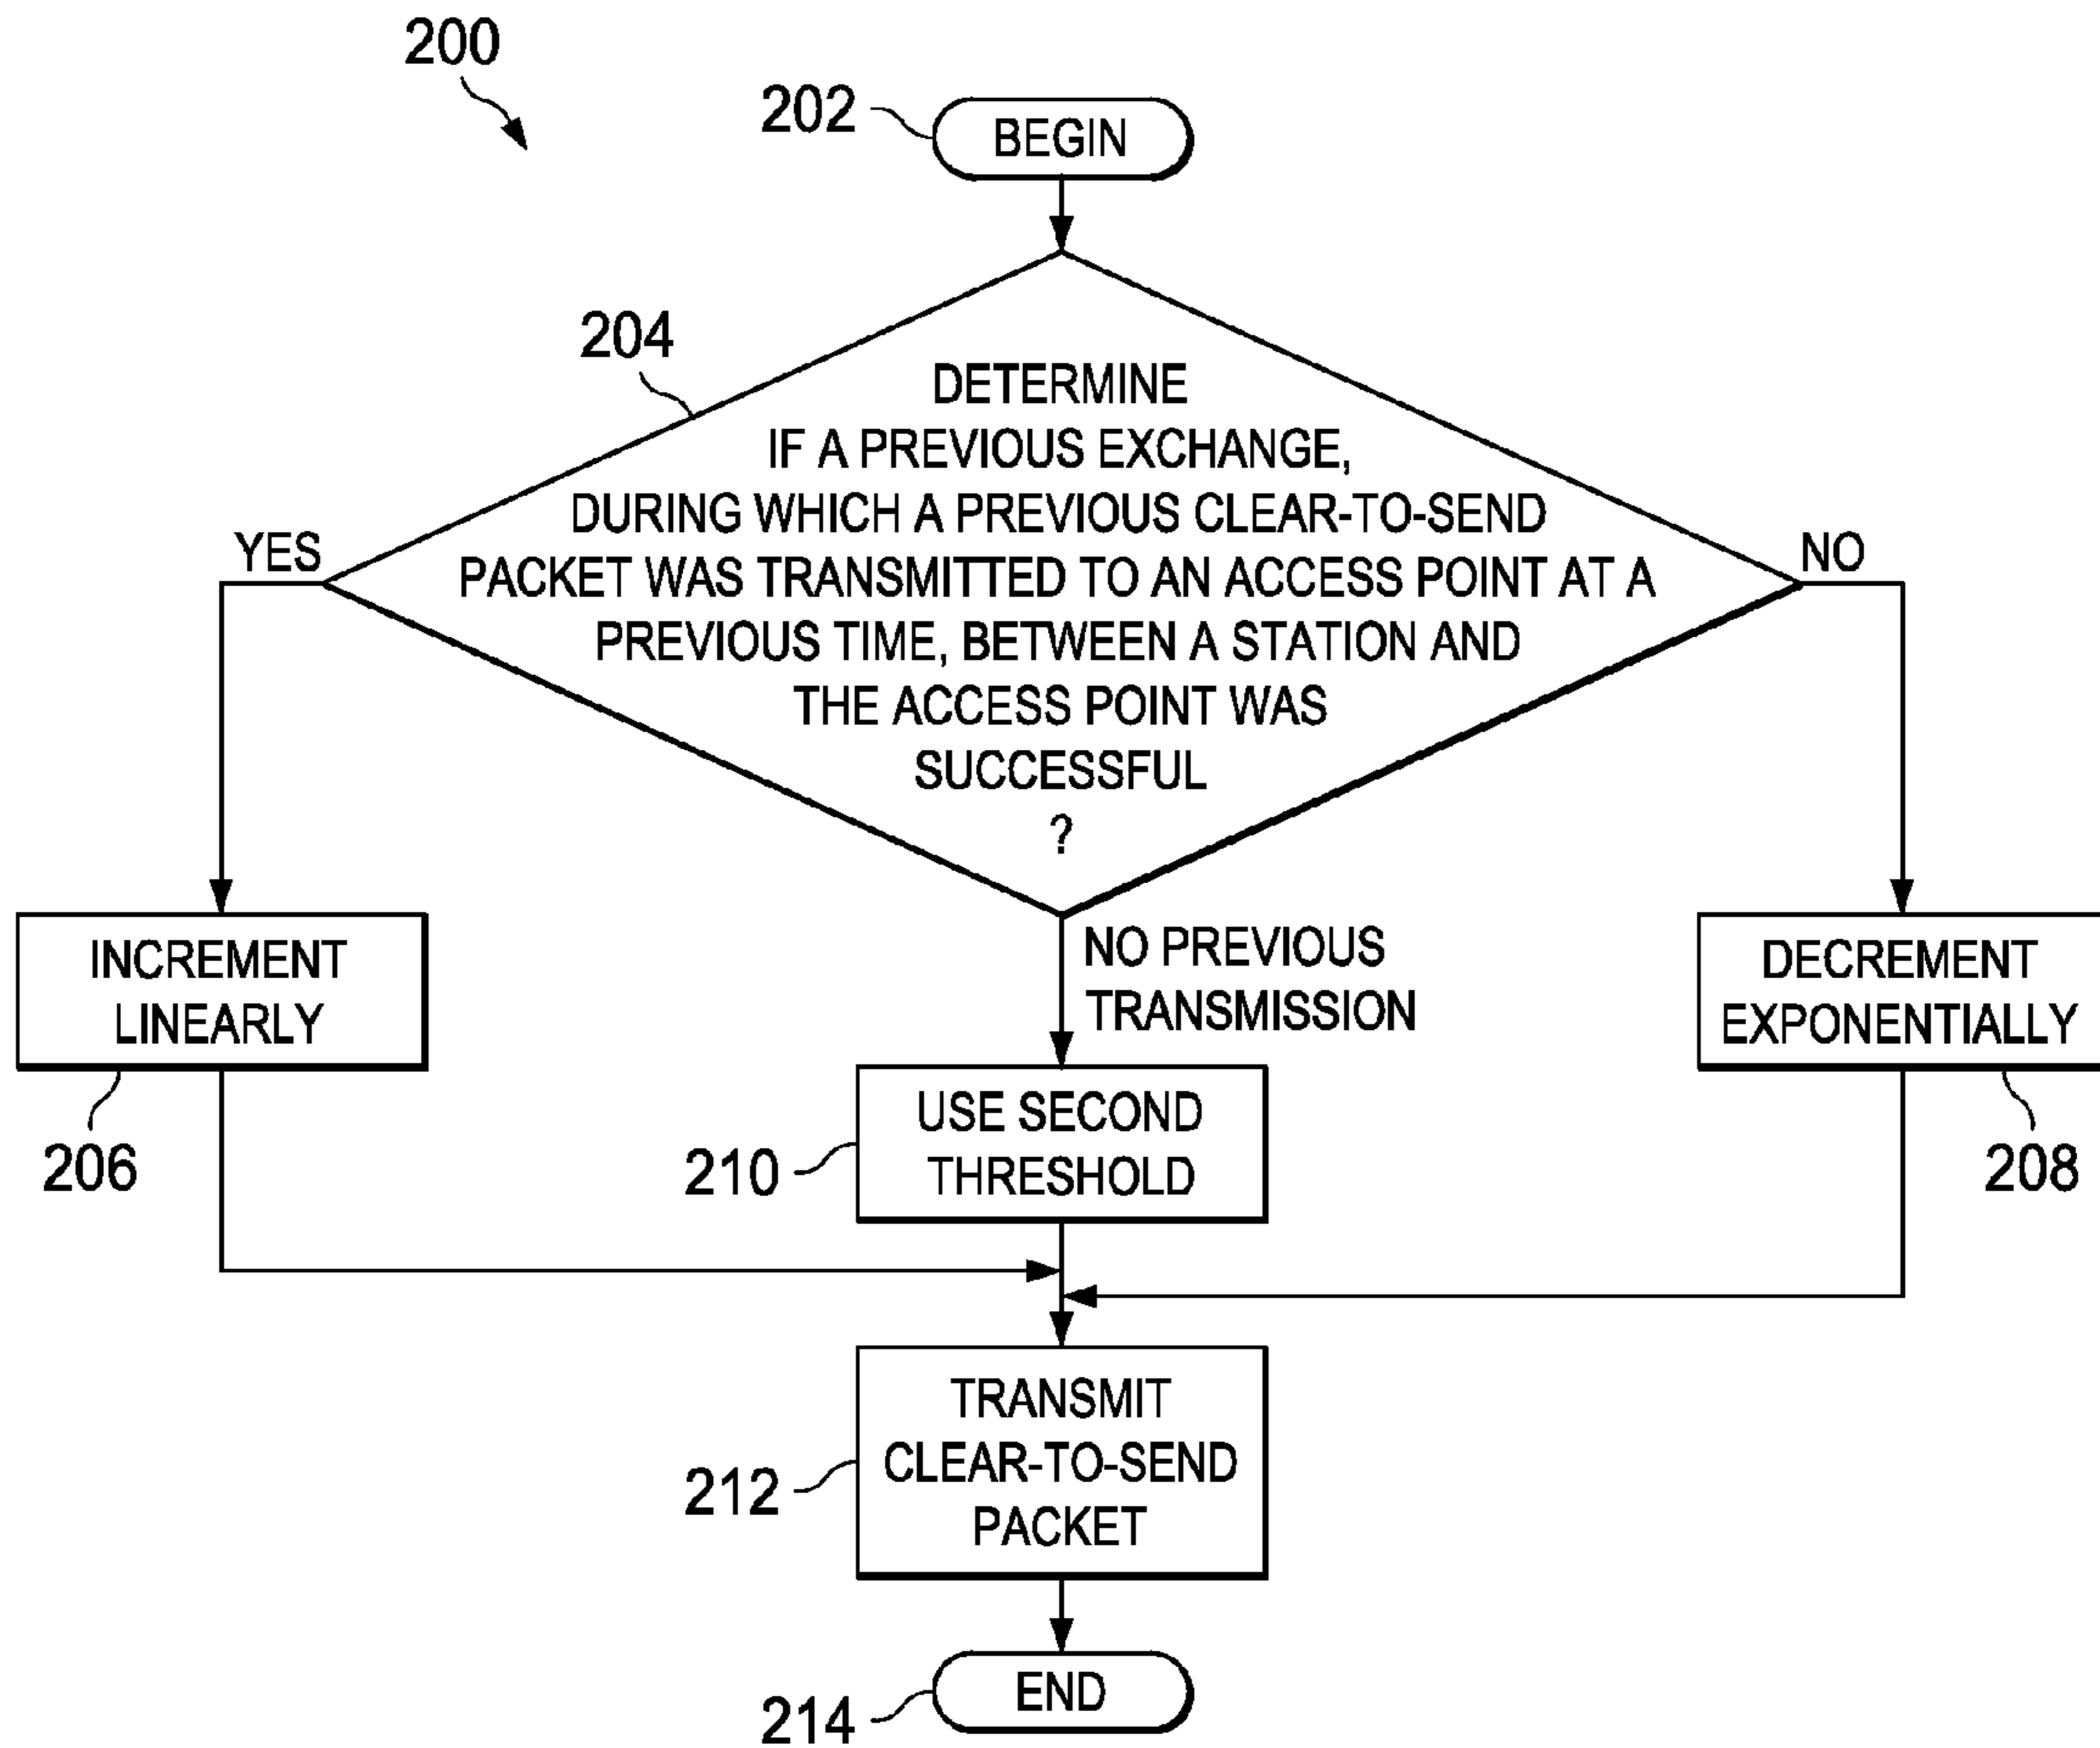 200
202
BEGIN
204
DETERMINE
IF A PREVIOUS EXCHANGE,
DURING WHICH A PREVIOUS CLEAR-TO-SEND
PACKET WAS TRANSMITTED TO AN ACCESS POINT AT A
PREVIOUS TIME, BETWEEN A STATION AND
THE ACCESS POINT WAS
SUCCESSFUL
?
YES
NO
INCREMENT
LINEARLY
206
NO PREVIOUS
TRANSMISSION
DECREMENT
EXPONENTIALLY
208
USE SECOND
THRESHOLD
210
TRANSMIT
CLEAR-TO-SEND
PACKET
212
END
214